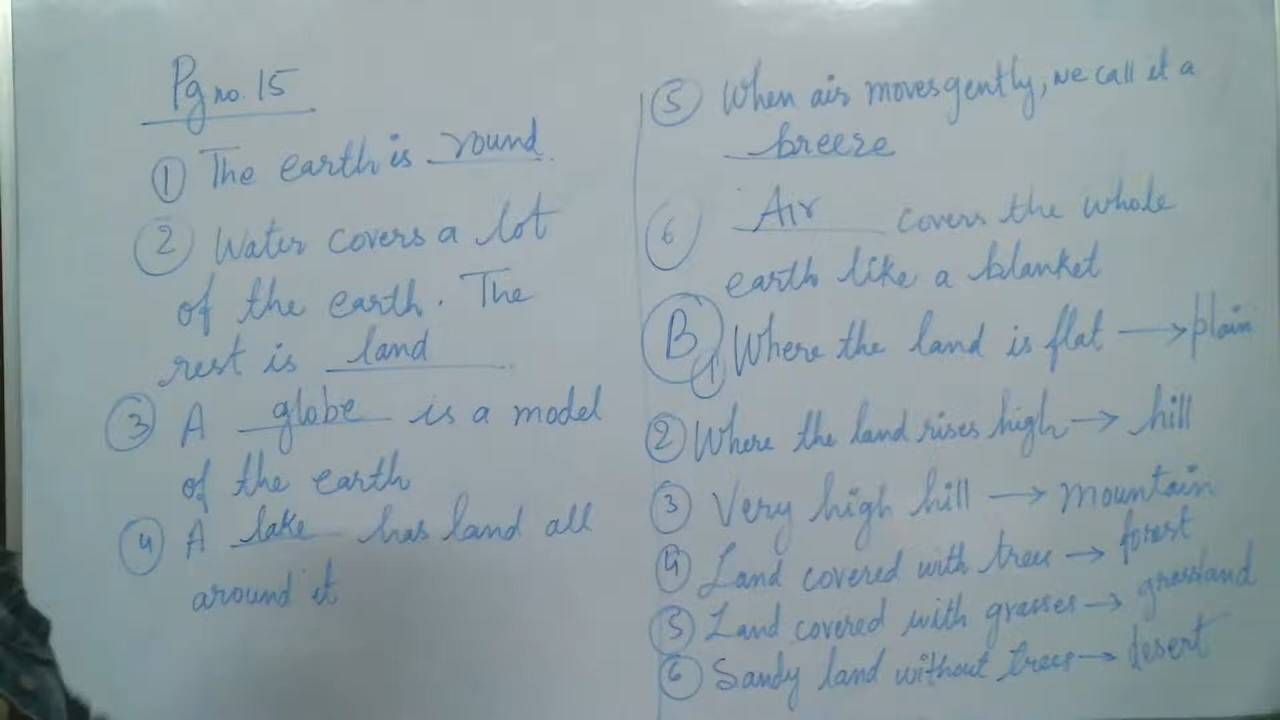 Pg no. 15
① The earth is round.
② Water covers a lot
of the earth. The
rest is land
③ A globe is a model
of the earth
④ A lake has land all
around it
⑤ When air moves gently, we call it a
breeze
⑥ Air covers the whole
earth like a blanket
Ⓑ ① Where the land is flat → plain
② Where the land rises high → hill
③ Very high hill → mountain
④ Land covered with trees → forest
⑤ Land covered with grasses → grassland
⑥ Sandy land without trees → desert